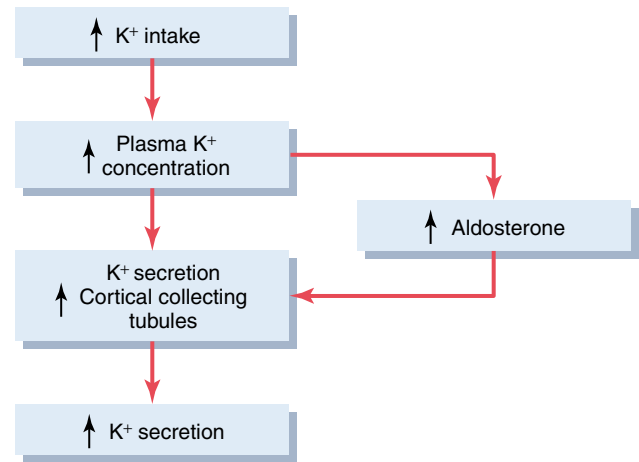 ↑ K⁺ intake
↑ Plasma K⁺
concentration
↑ Aldosterone
K⁺ secretion
↑ Cortical collecting
tubules
↑ K⁺ secretion